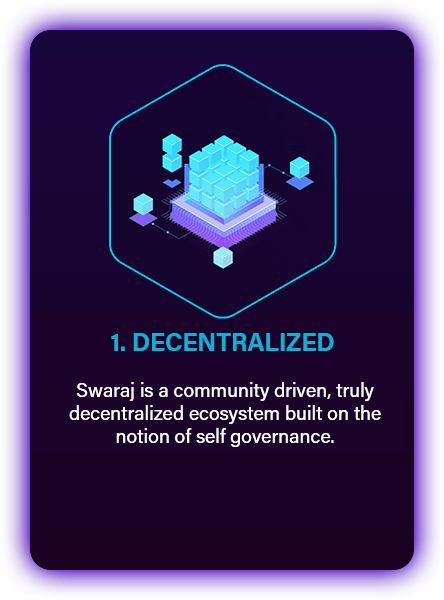 1. DECENTRALIZED
Swaraj is a community driven, truly
decentralized ecosystem built on the
notion of self governance.